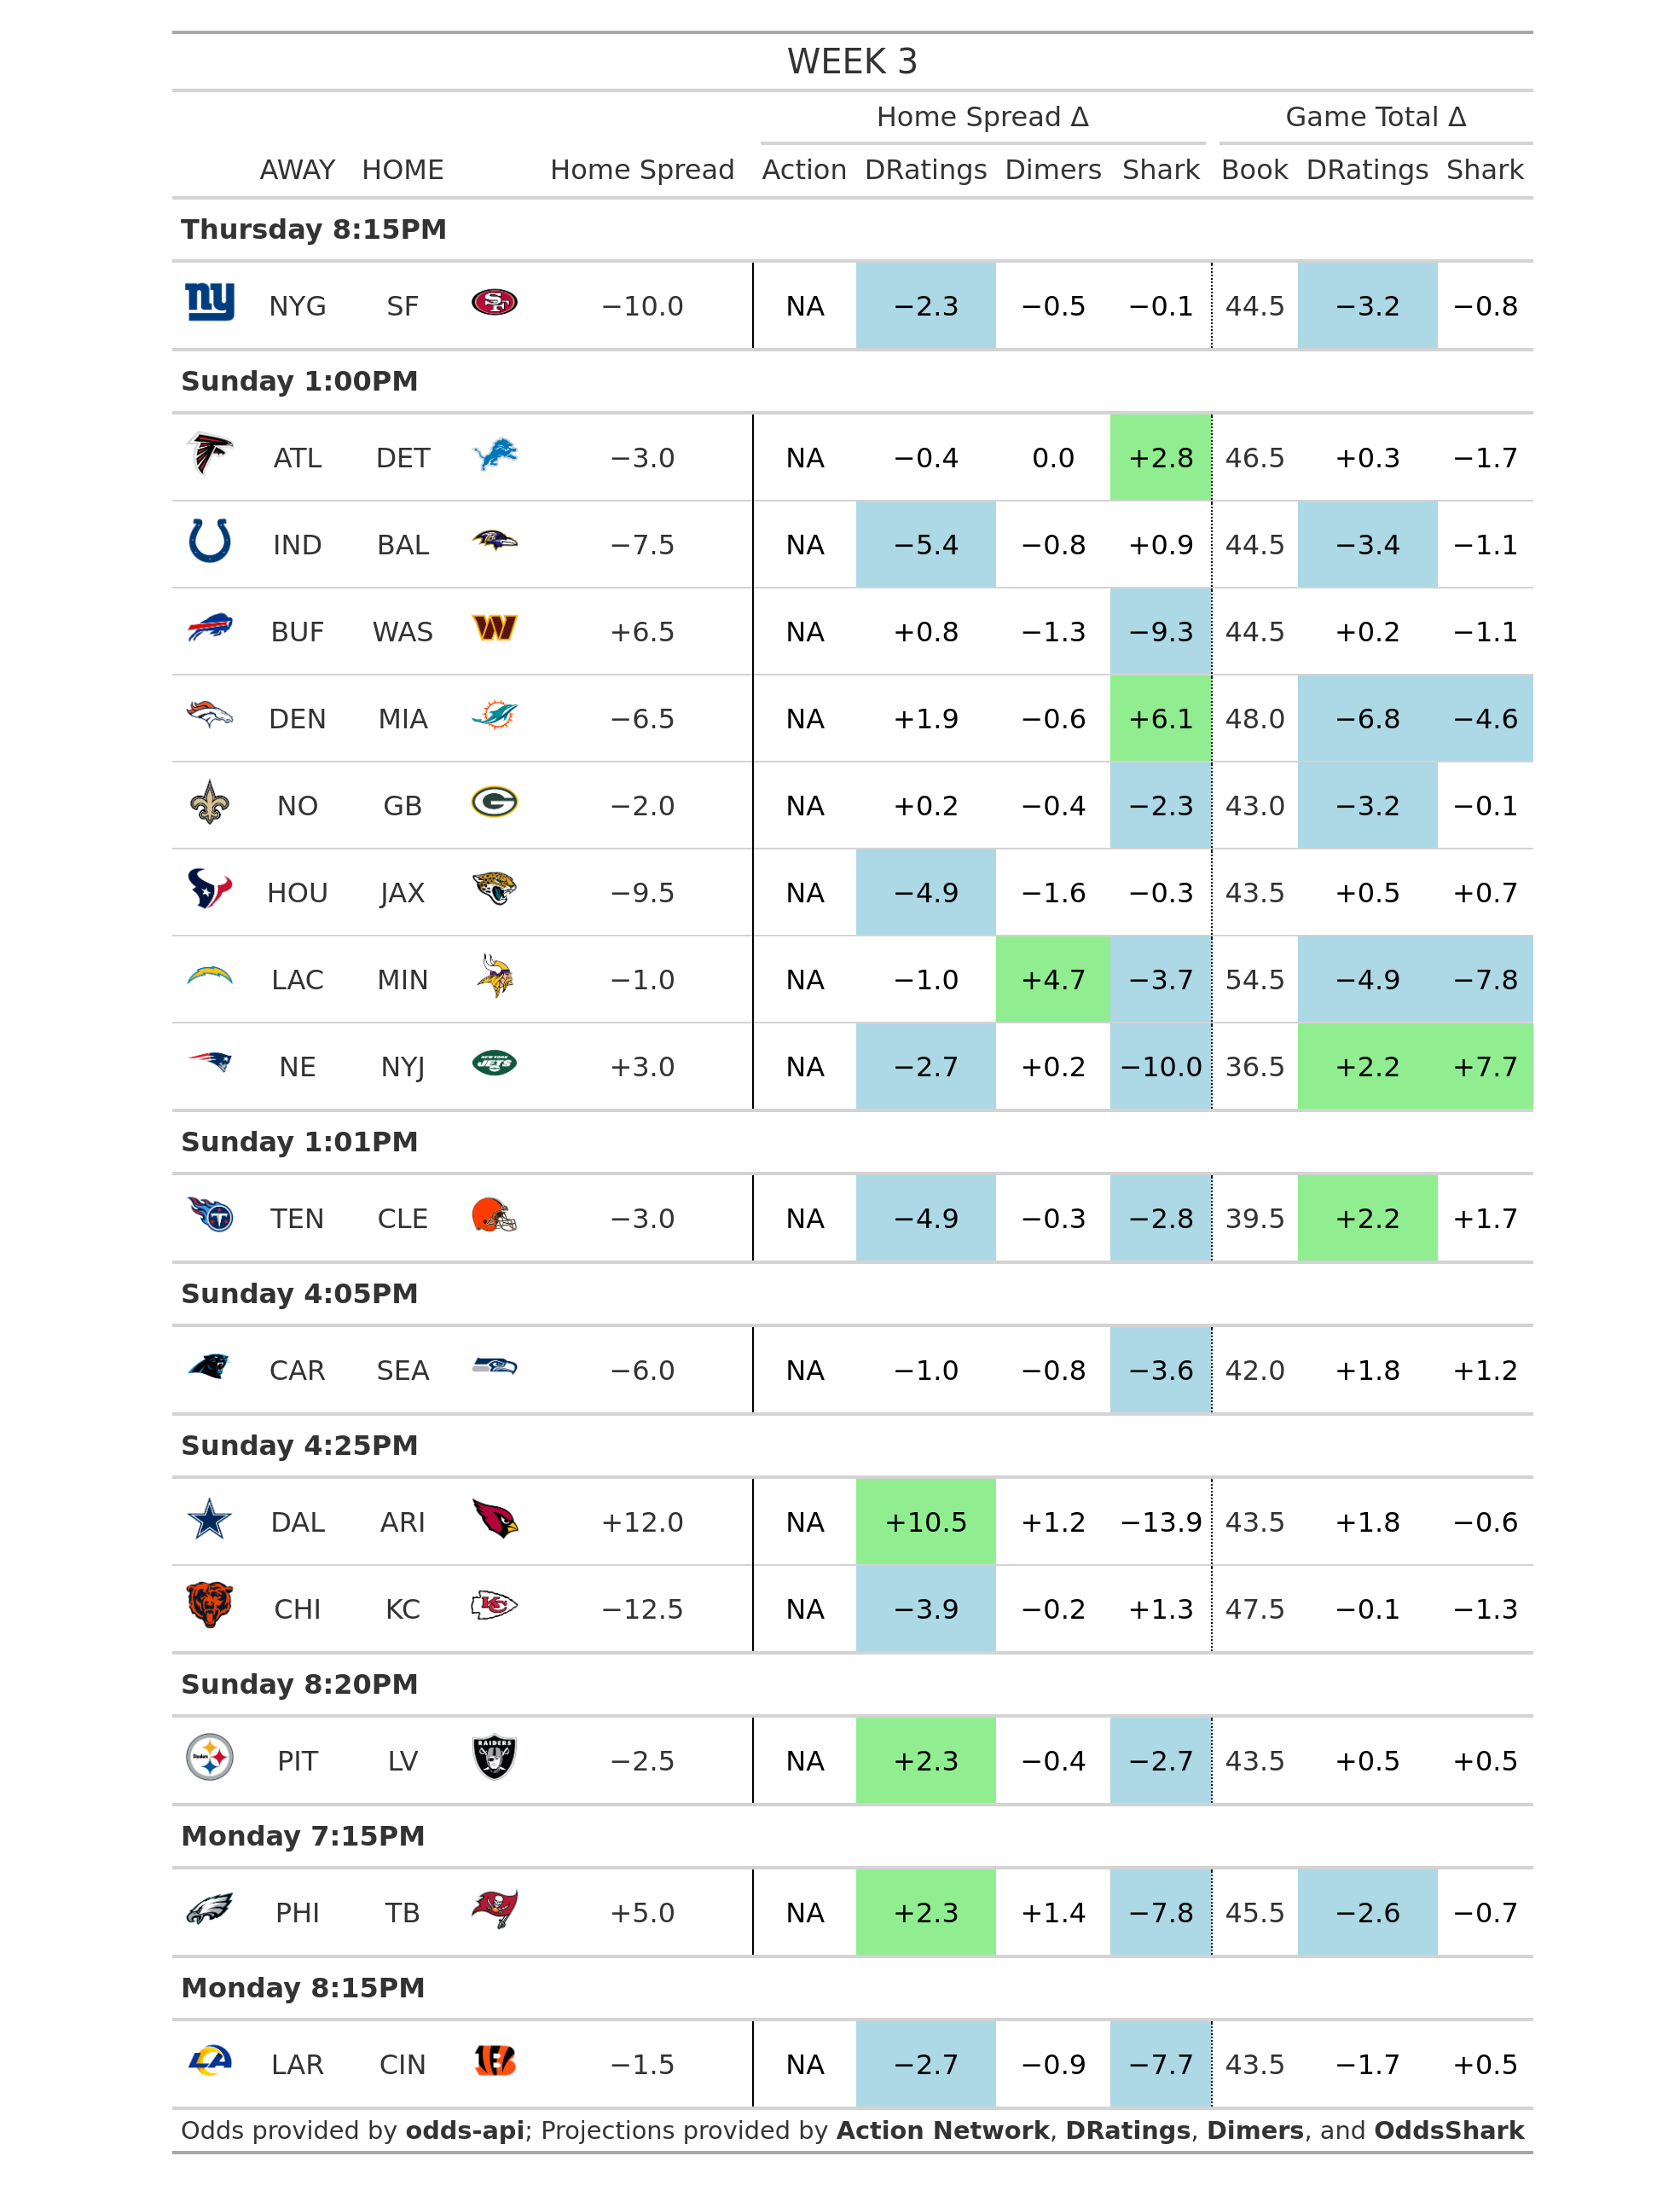 WEEK 3
Home Spread Δ Game Total Δ
AWAY HOME Home Spread Action DRatings Dimers Shark Book DRatings Shark
Thursday 8:15PM
NYG SF −10.0 NA −2.3 −0.5 −0.1 44.5 −3.2 −0.8
Sunday 1:00PM
ATL DET −3.0 NA −0.4 0.0 +2.8 46.5 +0.3 −1.7
IND BAL −7.5 NA −5.4 −0.8 +0.9 44.5 −3.4 −1.1
BUF WAS +6.5 NA +0.8 −1.3 −9.3 44.5 +0.2 −1.1
DEN MIA −6.5 NA +1.9 −0.6 +6.1 48.0 −6.8 −4.6
NO GB −2.0 NA +0.2 −0.4 −2.3 43.0 −3.2 −0.1
HOU JAX −9.5 NA −4.9 −1.6 −0.3 43.5 +0.5 +0.7
LAC MIN −1.0 NA −1.0 +4.7 −3.7 54.5 −4.9 −7.8
NE NYJ +3.0 NA −2.7 +0.2 −10.0 36.5 +2.2 +7.7
Sunday 1:01PM
TEN CLE −3.0 NA −4.9 −0.3 −2.8 39.5 +2.2 +1.7
Sunday 4:05PM
CAR SEA −6.0 NA −1.0 −0.8 −3.6 42.0 +1.8 +1.2
Sunday 4:25PM
DAL ARI +12.0 NA +10.5 +1.2 −13.9 43.5 +1.8 −0.6
CHI KC −12.5 NA −3.9 −0.2 +1.3 47.5 −0.1 −1.3
Sunday 8:20PM
PIT LV −2.5 NA +2.3 −0.4 −2.7 43.5 +0.5 +0.5
Monday 7:15PM
PHI TB +5.0 NA +2.3 +1.4 −7.8 45.5 −2.6 −0.7
Monday 8:15PM
LAR CIN −1.5 NA −2.7 −0.9 −7.7 43.5 −1.7 +0.5
Odds provided by odds-api; Projections provided by Action Network, DRatings, Dimers, and OddsShark